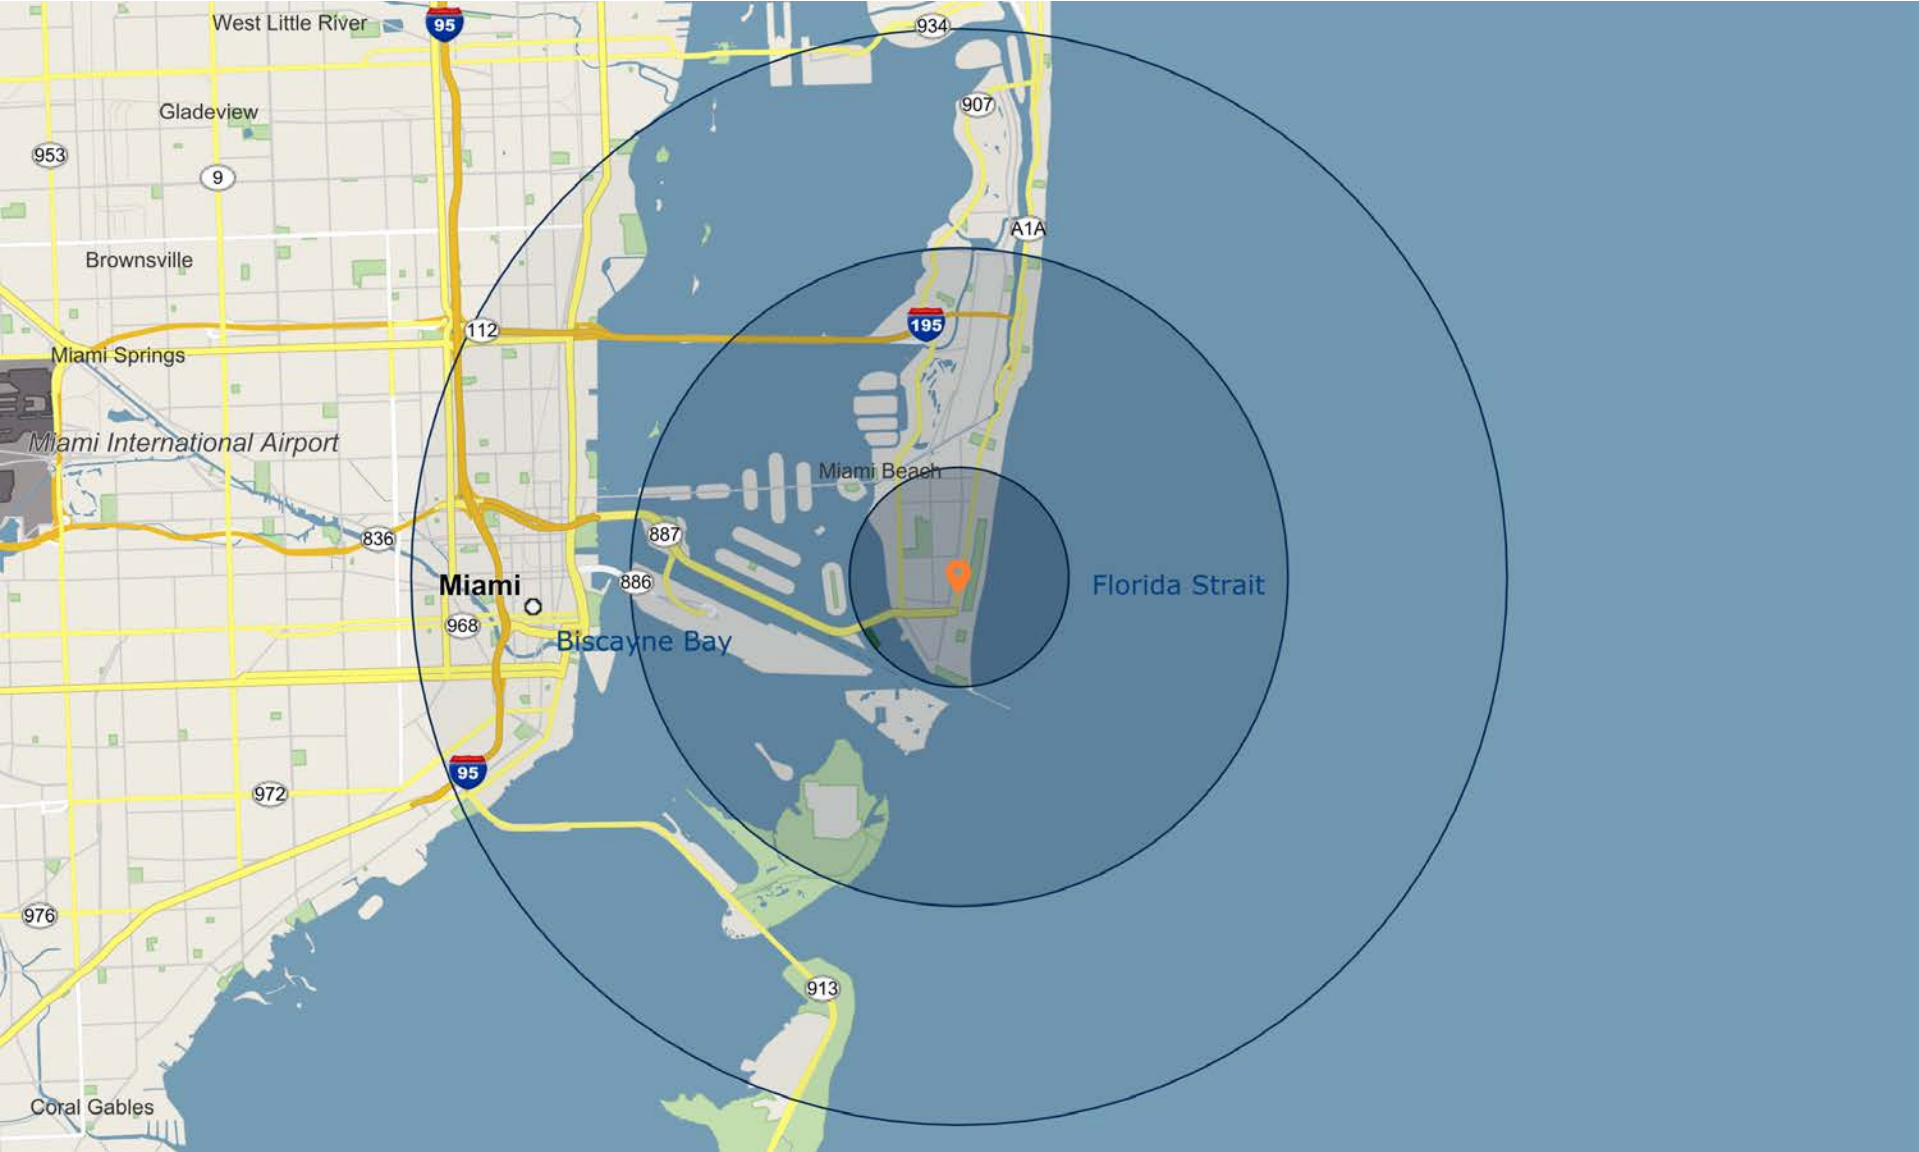 West Little River
95
934
Gladeview
907
953
9
A1A
Brownsville
112
195
Miami Springs
Miami International Airport
Miami Beach
887
836
886
Miami
Florida Strait
968
Biscayne Bay
95
972
976
913
Coral Gables